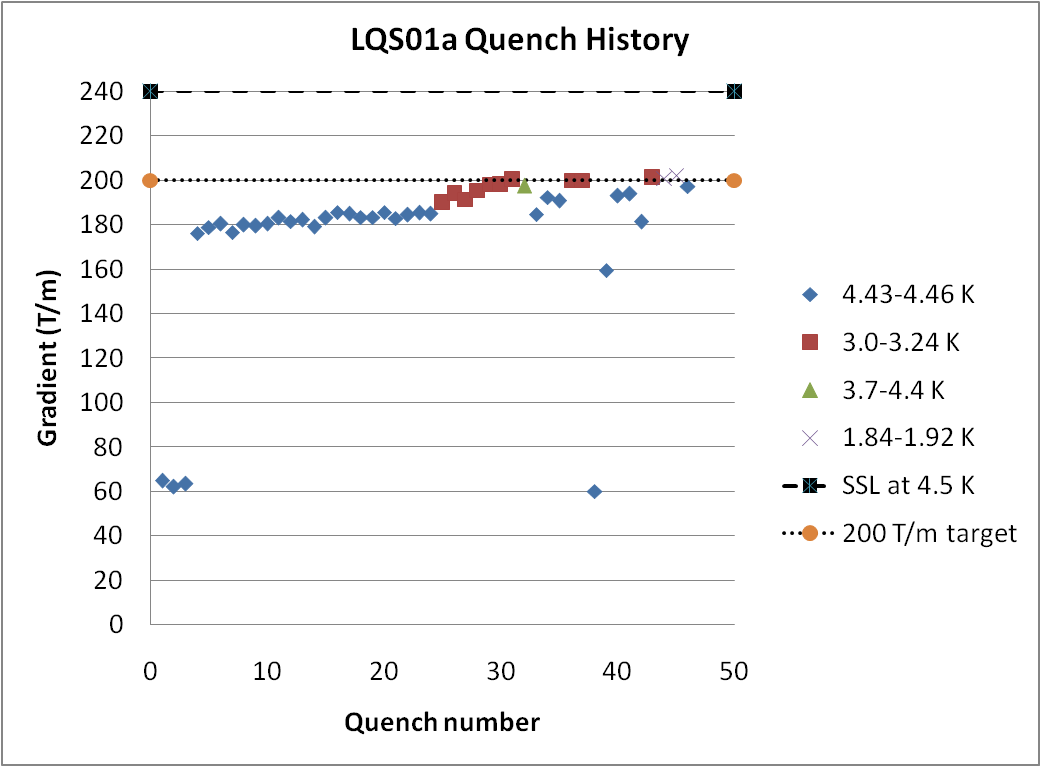 LQS01a Quench History
240
220
200
180
160
140
120
100
80
60
40
20
0
Gradient (T/m)
0 10 20 30 40 50
Quench number
4.43-4.46 K
3.0-3.24 K
3.7-4.4 K
1.84-1.92 K
SSL at 4.5 K
200 T/m target